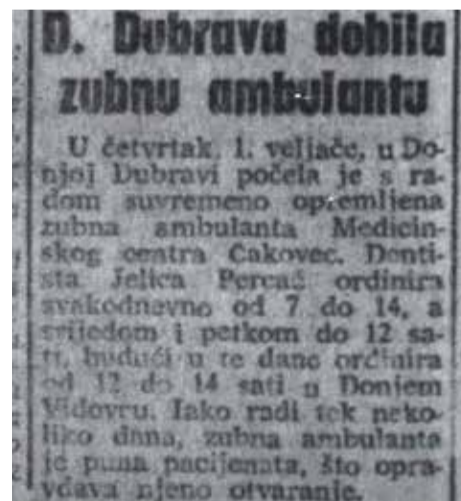 D. Dubrava dobila
zubnu ambulantu
U četvrtak, 1. veljače, u Do-
njoj Dubravi počela je s ra-
dom suvremeno opremljena
zubna ambulanta Medicin-
skog centra Čakovec. Denti-
sta Jelica ordinira
svakodnevno od 7 do 14, a
srijedom i petkom do 12 sa-
ti, budući u te dane ordinira
od 12 do 14 sati u Donjem
Vidovcu. Iako radi tek neko-
liko dana, zubna ambulanta
je puna pacijenata, što opra-
vdava njeno otvaranje.